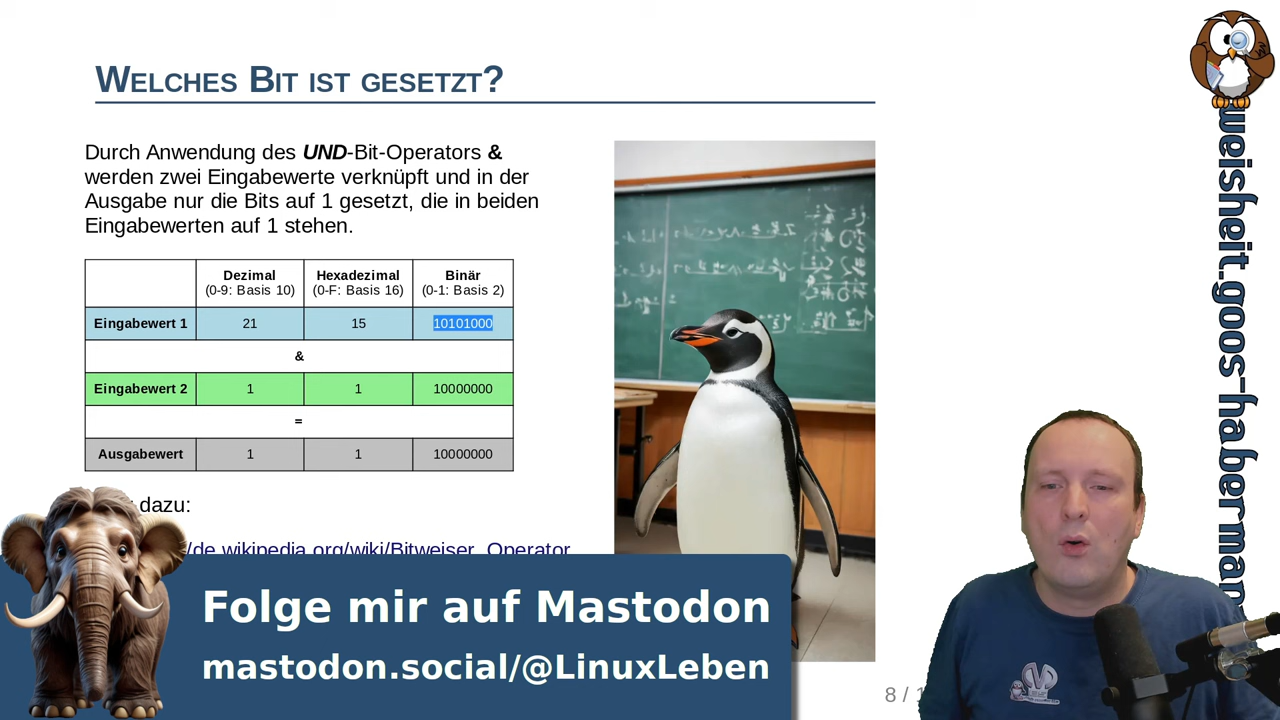 Welches Bit ist gesetzt?
Durch Anwendung des UND-Bit-Operators &
werden zwei Eingabewerte verknüpft und in der
Ausgabe nur die Bits auf 1 gesetzt, die in beiden
Eingabewerten auf 1 stehen.
Dezimal Hexadezimal Binär
(0-9: Basis 10) (0-F: Basis 16) (0-1: Basis 2)
Eingabewert 1 21 15 10101000
&
Eingabewert 2 1 1 10000000
=
Ausgabewert 1 1 10000000
dazu:
/de.wikipedia.org/wiki/Bitweiser_Operator
Folge mir auf Mastodon
mastodon.social/@LinuxLeben
8 / 1
weisheit.goos-haberman